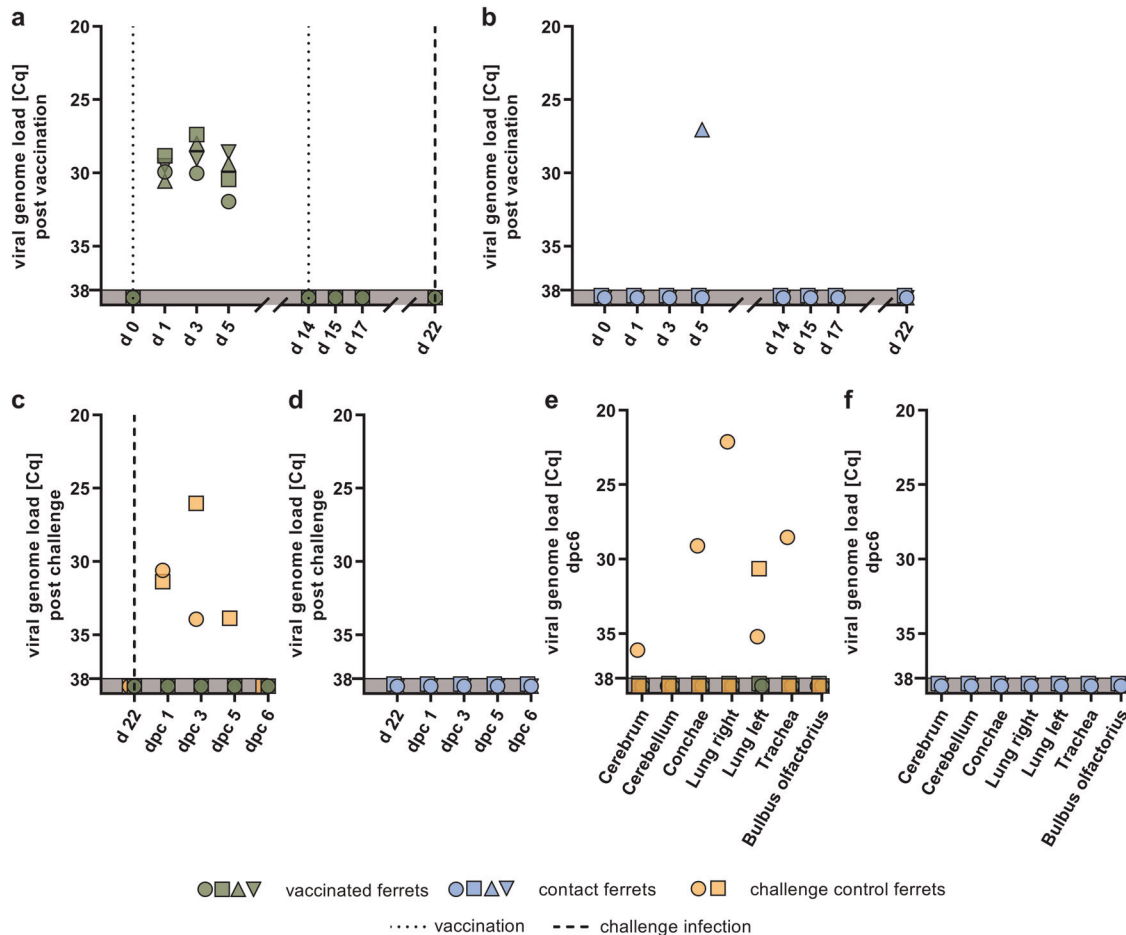 a
viral genome load [Cq]
post vaccination
20
25
30
35
38
d 0
d 1
d 3
d 5
d 14
d 15
d 17
d 22
b
viral genome load [Cq]
post vaccination
20
25
30
35
38
d 0
d 1
d 3
d 5
d 14
d 15
d 17
d 22
c
viral genome load [Cq]
post challenge
20
25
30
35
38
d 22
dpc 1
dpc 3
dpc 5
dpc 6
d
viral genome load [Cq]
post challenge
20
25
30
35
38
d 22
dpc 1
dpc 3
dpc 5
dpc 6
e
viral genome load [Cq]
dpc6
20
25
30
35
38
Cerebrum
Cerebellum
Conchae
Lung right
Lung left
Trachea
Bulbus olfactorius
f
viral genome load [Cq]
dpc6
20
25
30
35
38
Cerebrum
Cerebellum
Conchae
Lung right
Lung left
Trachea
Bulbus olfactorius
vaccinated ferrets
contact ferrets
challenge control ferrets
vaccination
challenge infection